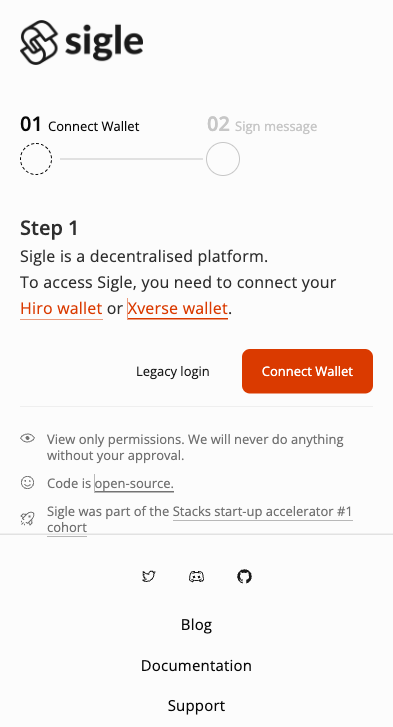 sigle
01 Connect Wallet
02 Sign message
Step 1
Sigle is a decentralised platform.
To access Sigle, you need to connect your
Hiro wallet or Xverse wallet.
Legacy login
Connect Wallet
View only permissions. We will never do anything
without your approval.
Code is open-source.
Sigle was part of the Stacks start-up accelerator #1
cohort
Blog
Documentation
Support